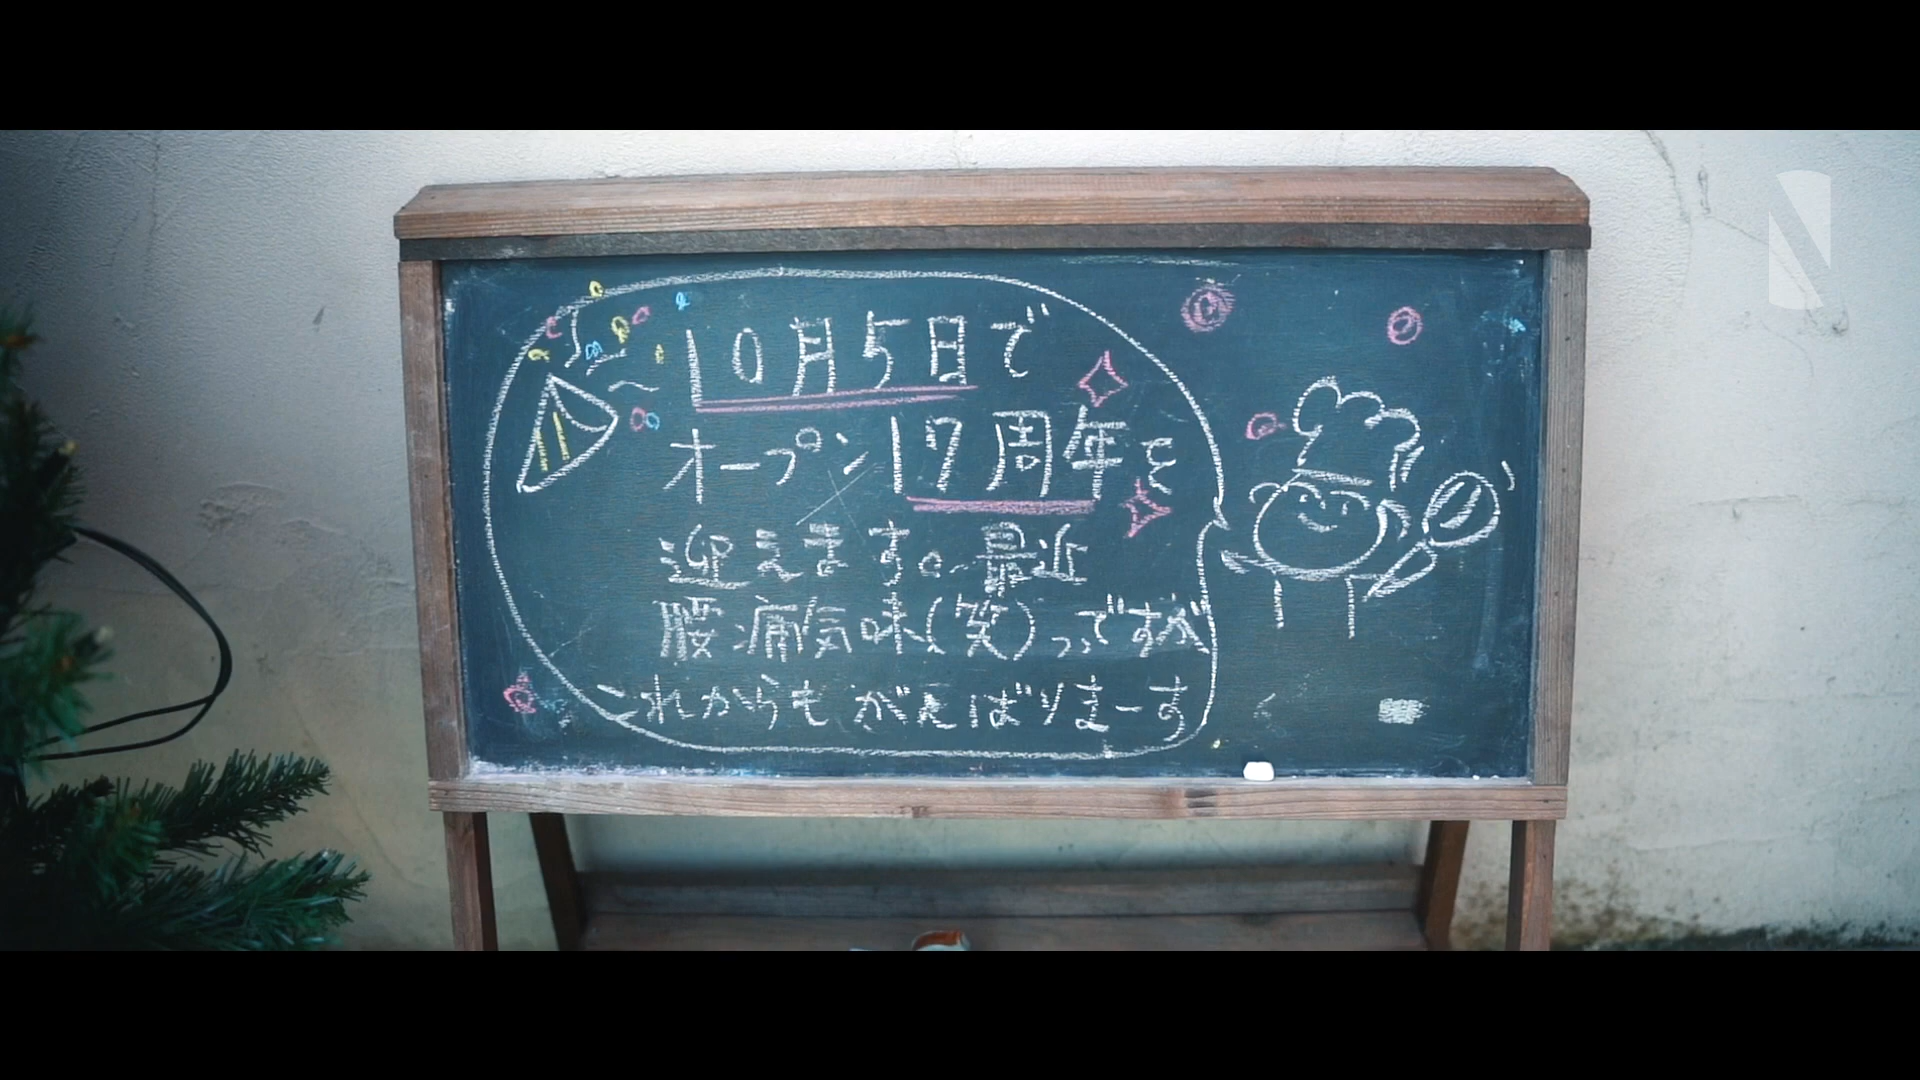 10月5日で
オープン17周年を
迎えます。最近
腰痛気味(笑)っですが
これからもがんばりまーす
N